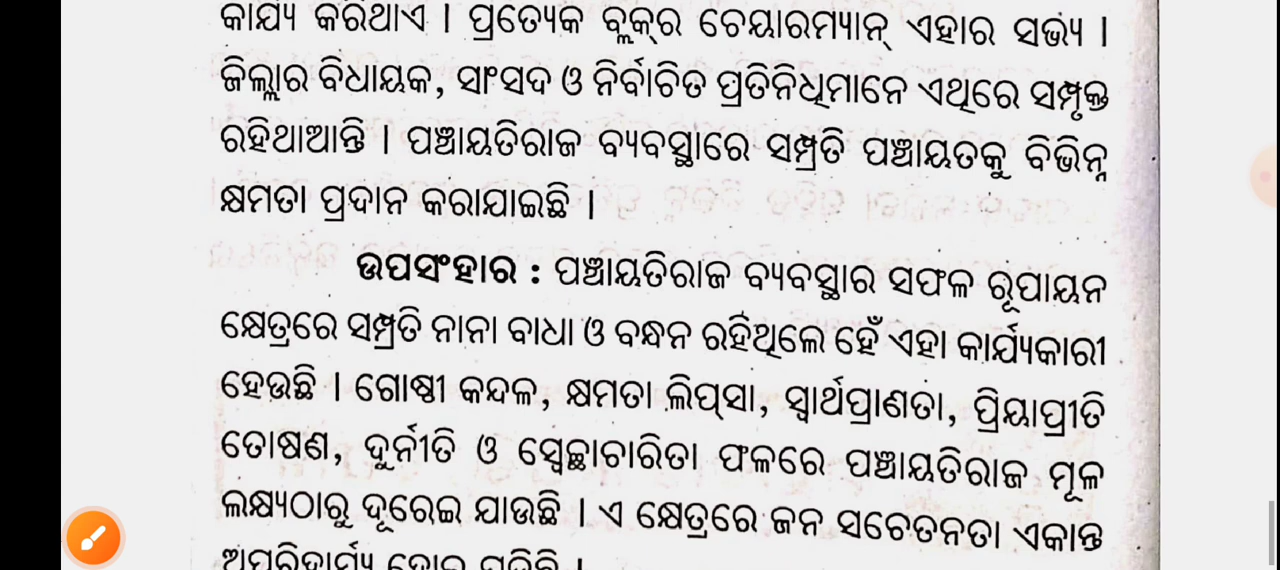 କାର୍ଯ୍ୟ କରିଥାଏ । ପ୍ରତ୍ୟେକ ବ୍ଲକ୍‌ର ଚେୟାରମ୍ୟାନ୍ ଏହାର ସଭ୍ୟ ।
ଜିଲ୍ଲାର ବିଧାୟକ, ସାଂସଦ ଓ ନିର୍ବାଚିତ ପ୍ରତିନିଧିମାନେ ଏଥିରେ ସମ୍ପୃକ୍ତ
ରହିଥାଆନ୍ତି । ପଞ୍ଚାୟତିରାଜ ବ୍ୟବସ୍ଥାରେ ସମ୍ପ୍ରତି ପଞ୍ଚାୟତକୁ ବିଭିନ୍ନ
କ୍ଷମତା ପ୍ରଦାନ କରାଯାଇଛି ।
ଉପସଂହାର : ପଞ୍ଚାୟତିରାଜ ବ୍ୟବସ୍ଥାର ସଫଳ ରୂପାୟନ
କ୍ଷେତ୍ରରେ ସମ୍ପ୍ରତି ନାନା ବାଧା ଓ ବନ୍ଧନ ରହିଥିଲେ ହେଁ ଏହା କାର୍ଯ୍ୟକାରୀ
ହେଉଛି । ଗୋଷ୍ଠୀ କନ୍ଦଳ, କ୍ଷମତା ଲିପ୍‌ସା, ସ୍ୱାର୍ଥପ୍ରାଣତା, ପ୍ରିୟାପ୍ରୀତି
ତୋଷଣ, ଦୁର୍ନୀତି ଓ ସ୍ୱେଚ୍ଛାଚାରିତା ଫଳରେ ପଞ୍ଚାୟତିରାଜ ମୂଳ
ଲକ୍ଷ୍ୟଠାରୁ ଦୂରେଇ ଯାଉଛି । ଏ କ୍ଷେତ୍ରରେ ଜନ ସଚେତନତା ଏକାନ୍ତ
ଅପରିହାର୍ଯ୍ୟ ହୋଇ ପଡିଛି ।